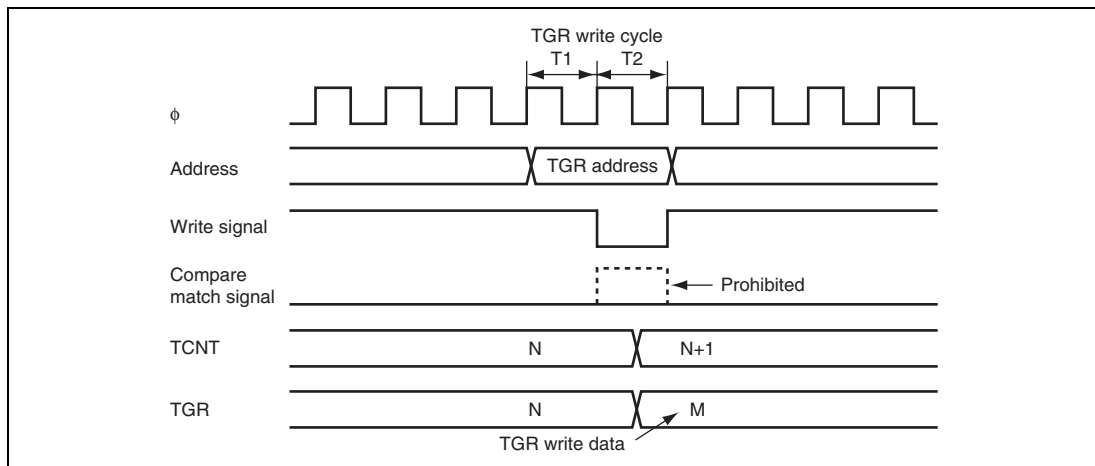 TGR write cycle
T1 T2
ϕ
Address TGR address
Write signal
Compare
match signal
Prohibited
TCNT N N+1
TGR N M
TGR write data